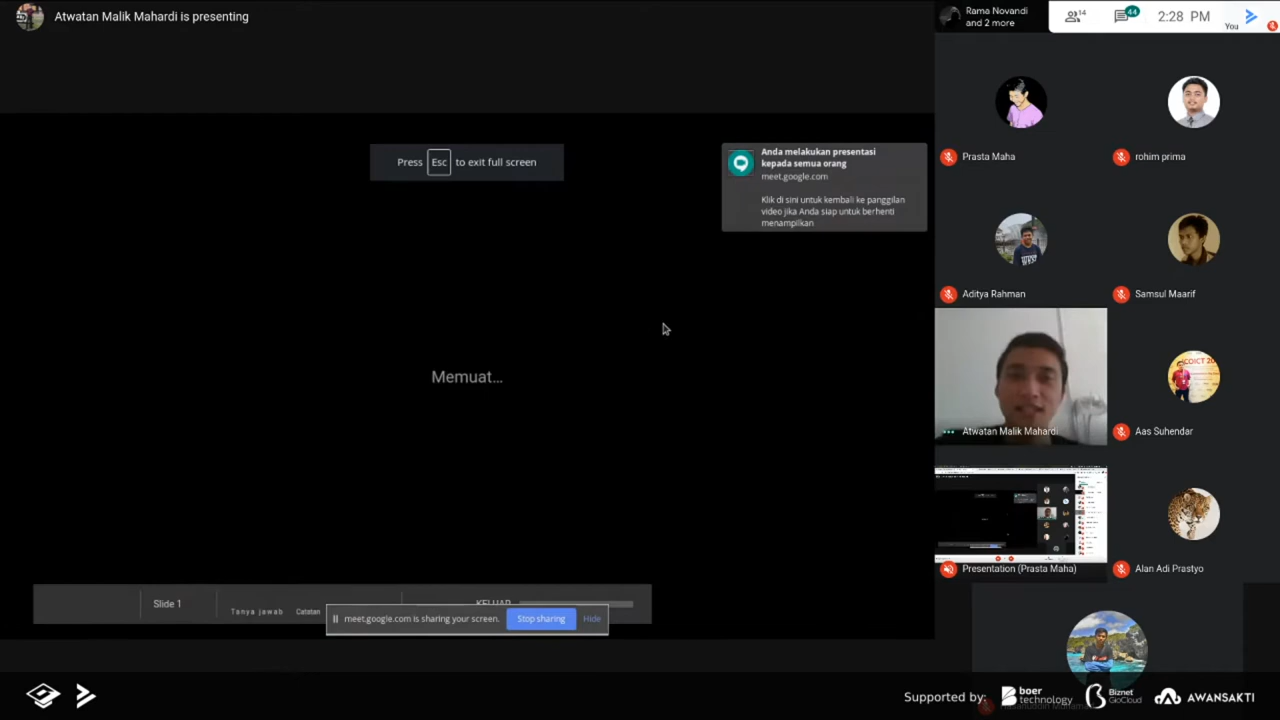 Atwatan Malik Mahardi is presenting
Rama Novandi
and 2 more
14
44
2:28 PM
You
Press Esc to exit full screen
Anda melakukan presentasi
kepada semua orang
meet.google.com
Klik di sini untuk kembali ke panggilan
video jika Anda siap untuk berhenti
menampilkan
Prasta Maha
rohim prima
Aditya Rahman
Samsul Maarif
Memuat...
Atwatan Malik Mahardi
Aas Suhendar
Presentation (Prasta Maha)
Alan Adi Prastyo
Slide 1
Tanya jawab
Catatan
KELUAR
meet.google.com is sharing your screen.
Stop sharing
Hide
Supported by:
boer
technology
Biznet
GioCloud
AWANSAKTI